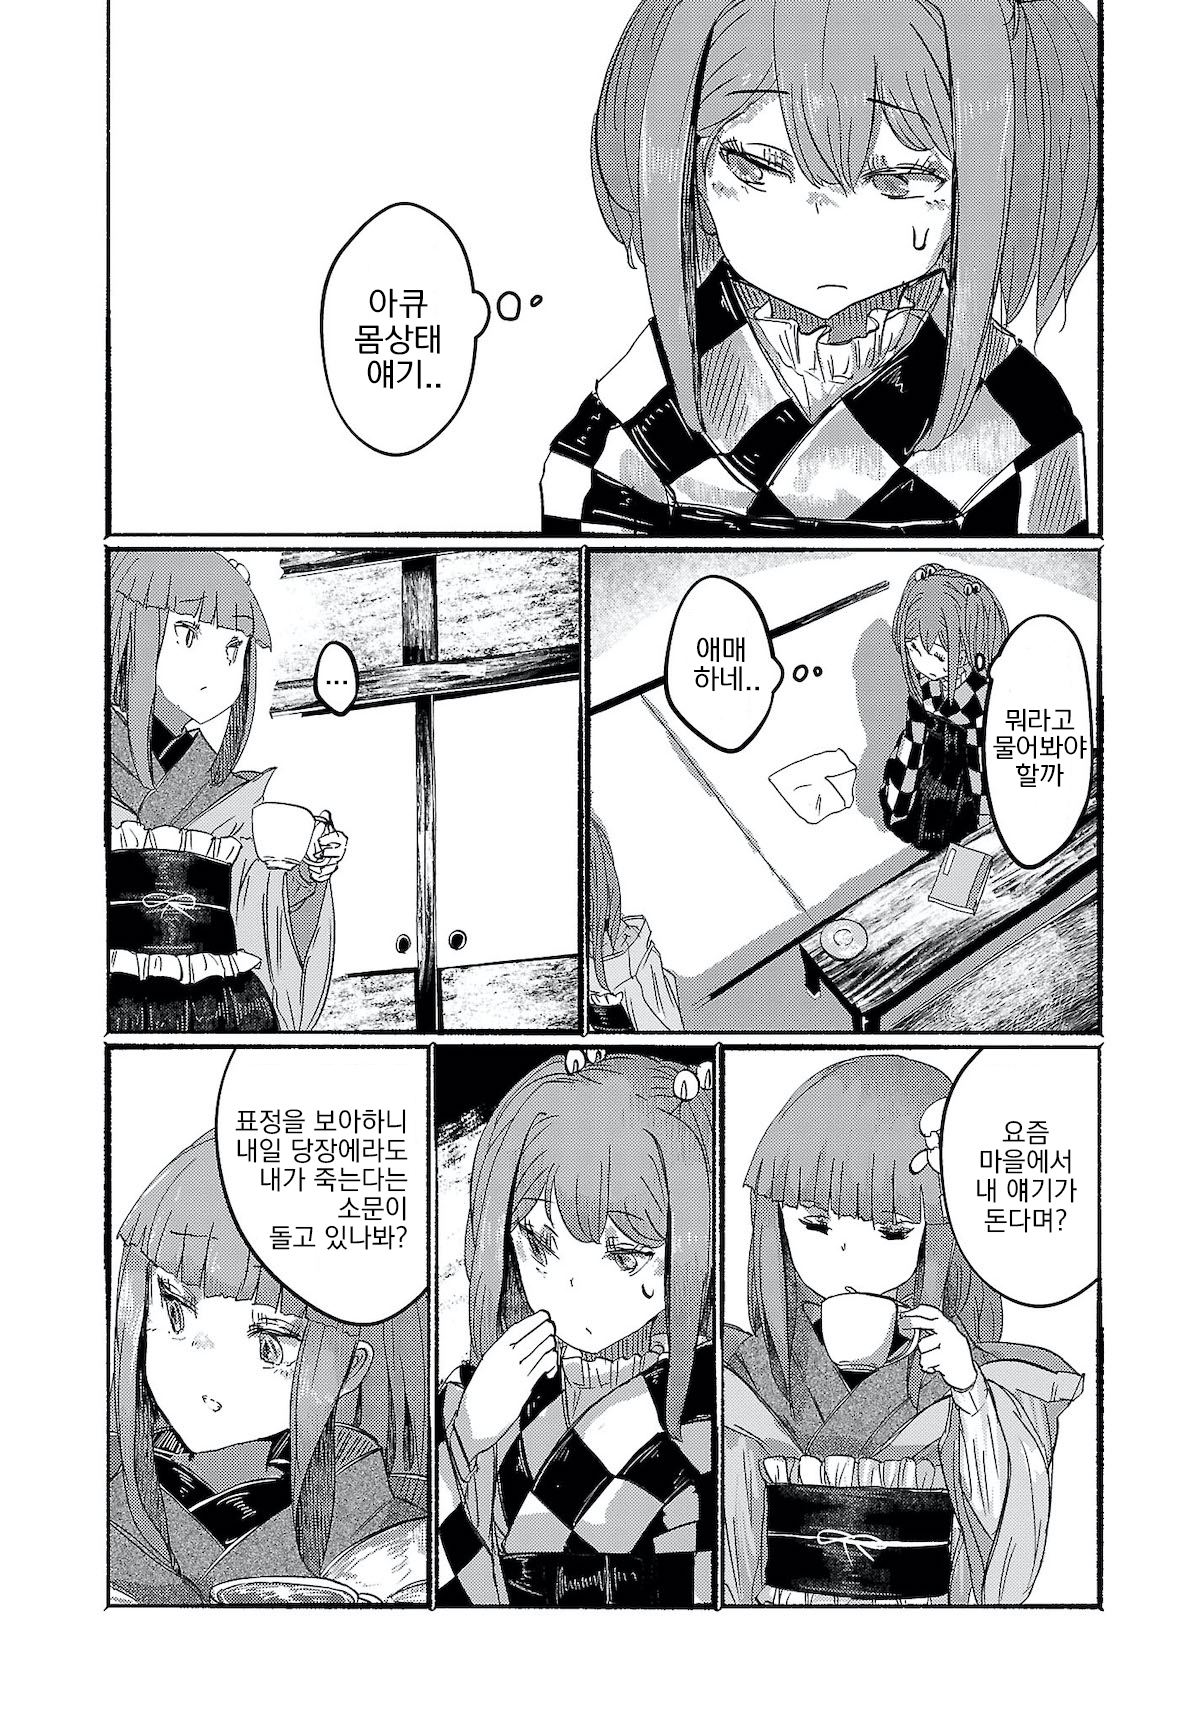 아큐
몸상태
얘기..
뭐라고
물어봐야
할까
애매
하네..
...
요즘
마을에서
내 얘기가
돈다며?
표정을 보아하니
내일 당장에라도
내가 죽는다는
소문이
돌고 있나봐?